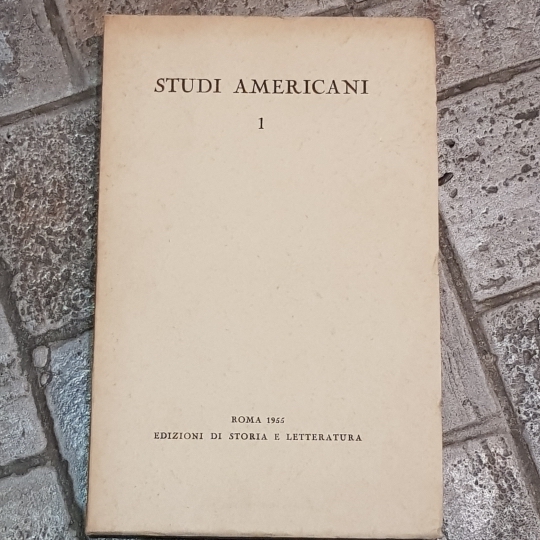 STUDI AMERICANI
1
ROMA 1955
EDIZIONI DI STORIA E LETTERATURA